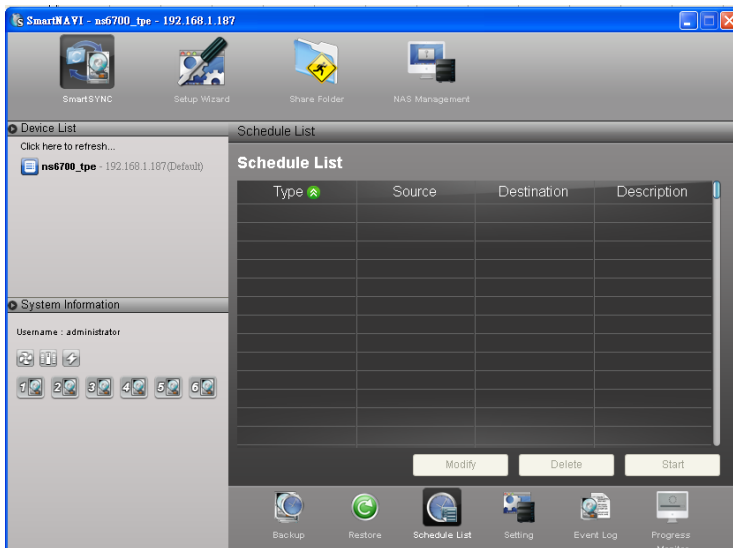 SmartNAVI - ns6700_tpe - 192.168.1.187
SmartSYNC
Setup Wizard
Share Folder
NAS Management
Device List
Click here to refresh...
ns6700_tpe - 192.168.1.187(Default)
System Information
Username : administrator
1 2 3 4 5 6
Schedule List
Schedule List
Type Source Destination Description
Modify Delete Start
Backup Restore Schedule List Setting Event Log Progress
Monitor